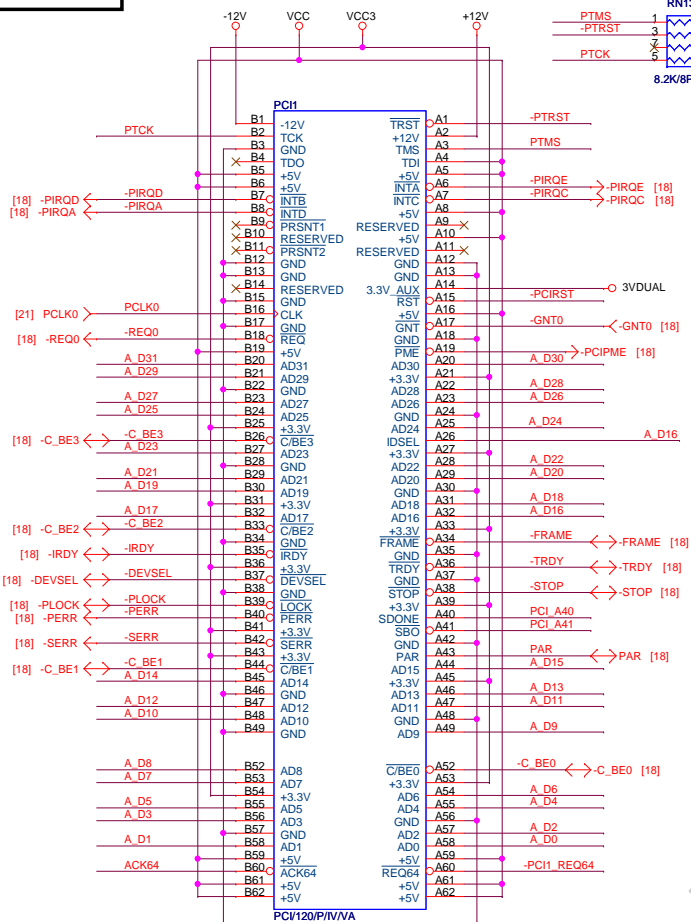 RN13
-12V VCC VCC3 +12V
PTMS 1
-PTRST 3
7
PTCK 5
8.2K/8P
PCI1
B1 -12V TRST A1 -PTRST
PTCK B2 TCK +12V A2
B3 GND TMS A3 PTMS
B4 TDO TDI A4
B5 +5V +5V A5
B6 +5V INTA A6 -PIRQE -PIRQE [18]
[18] -PIRQD -PIRQD B7 INTB INTC A7 -PIRQC -PIRQC [18]
[18] -PIRQA -PIRQA B8 INTD +5V A8
B9 PRSNT1 RESERVED A9
B10 RESERVED +5V A10
B11 PRSNT2 RESERVED A11
B12 GND GND A12
B13 GND GND A13
B14 RESERVED 3.3V_AUX A14 3VDUAL
B15 GND RST A15 -PCIRST
[21] PCLK0 PCLK0 B16 CLK +5V A16
B17 GND GNT A17 -GNT0 -GNT0 [18]
[18] -REQ0 -REQ0 B18 REQ GND A18
B19 +5V PME A19 -PCIPME [18]
A_D31 B20 AD31 AD30 A20 A_D30
A_D29 B21 AD29 +3.3V A21
B22 GND AD28 A22 A_D28
A_D27 B23 AD27 AD26 A23 A_D26
A_D25 B24 AD25 GND A24
B25 +3.3V AD24 A25 A_D24
[18] -C_BE3 -C_BE3 B26 C/BE3 IDSEL A26 A_D16
A_D23 B27 AD23 +3.3V A27
B28 GND AD22 A28 A_D22
A_D21 B29 AD21 AD20 A29 A_D20
A_D19 B30 AD19 GND A30
B31 +3.3V AD18 A31 A_D18
A_D17 B32 AD17 AD16 A32 A_D16
[18] -C_BE2 -C_BE2 B33 C/BE2 +3.3V A33
B34 GND FRAME A34 -FRAME -FRAME [18]
[18] -IRDY -IRDY B35 IRDY GND A35
B36 +3.3V TRDY A36 -TRDY -TRDY [18]
[18] -DEVSEL -DEVSEL B37 DEVSEL GND A37
B38 GND STOP A38 -STOP -STOP [18]
[18] -PLOCK -PLOCK B39 LOCK +3.3V A39
[18] -PERR -PERR B40 PERR SDONE A40 PCI_A40
B41 +3.3V SBO A41 PCI_A41
[18] -SERR -SERR B42 SERR GND A42
B43 +3.3V PAR A43 PAR PAR [18]
[18] -C_BE1 -C_BE1 B44 C/BE1 AD15 A44 A_D15
A_D14 B45 AD14 +3.3V A45
B46 GND AD13 A46 A_D13
A_D12 B47 AD12 AD11 A47 A_D11
A_D10 B48 AD10 GND A48
B49 GND AD9 A49 A_D9
A_D8 B52 AD8 C/BE0 A52 -C_BE0 -C_BE0 [18]
A_D7 B53 AD7 +3.3V A53
B54 +3.3V AD6 A54 A_D6
A_D5 B55 AD5 AD4 A55 A_D4
A_D3 B56 AD3 GND A56
B57 GND AD2 A57 A_D2
A_D1 B58 AD1 AD0 A58 A_D0
B59 +5V +5V A59
ACK64 B60 ACK64 REQ64 A60 -PCI1_REQ64
B61 +5V +5V A61
B62 +5V +5V A62
PCI/120/P/IV/VA